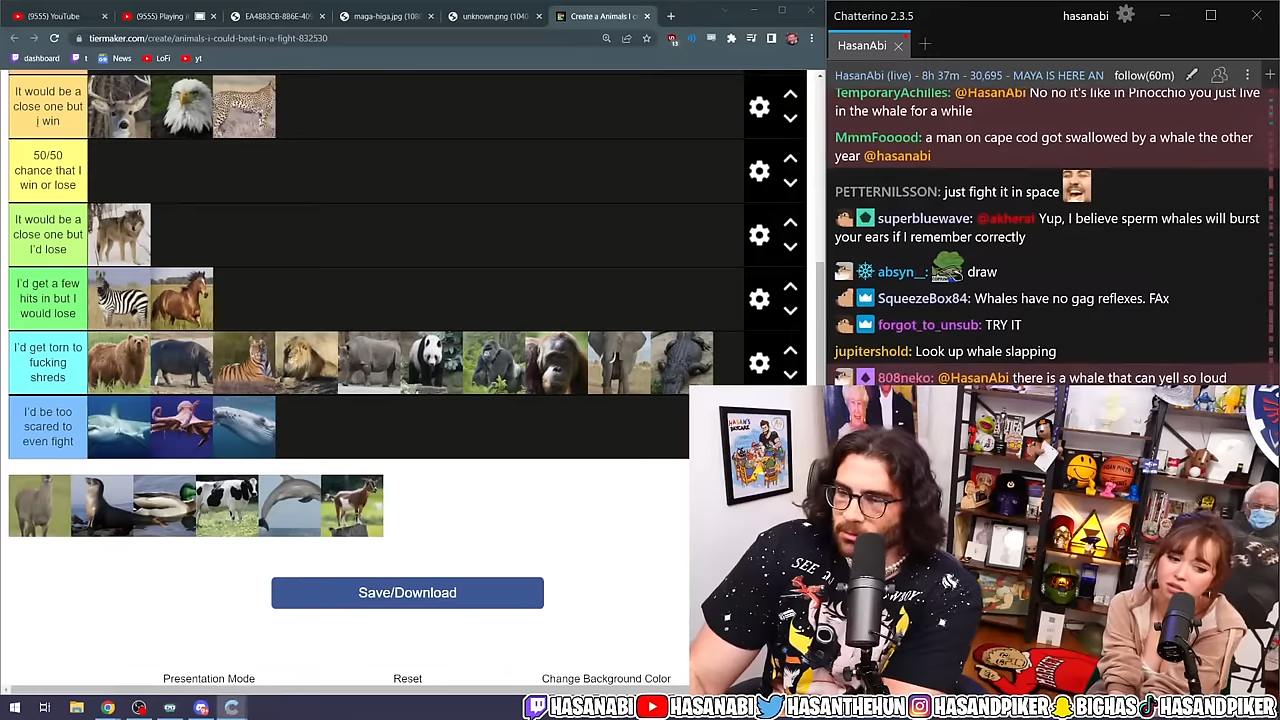 (9555) YouTube
(9555) Playing i
EA4883CB-886E-409
maga-higa.jpg (1080
unknown.png (1040
Create a Animals I c
tiermaker.com/create/animals-i-could-beat-in-a-fight-832530
dashboard
t
News
LoFi
yt
It would be a
close one but
i win
50/50
chance that I
win or lose
It would be a
close one but
I'd lose
I'd get a few
hits in but I
would lose
I'd get torn to
fucking
shreds
I'd be too
scared to
even fight
Save/Download
Presentation Mode
Reset
Change Background Color
Chatterino 2.3.5
hasanabi
HasanAbi
HasanAbi (live) - 8h 37m - 30,695 - MAYA IS HERE AN
follow(60m)
TemporaryAchilles: @HasanAbi No no it's like in Pinocchio you just live
in the whale for a while
MmmFooood: a man on cape cod got swallowed by a whale the other
year @hasanabi
PETTERNILSSON: just fight it in space
superbluewave: @akherat Yup, I believe sperm whales will burst
your ears if I remember correctly
absyn__: draw
SqueezeBox84: Whales have no gag reflexes. FAx
forgot_to_unsub: TRY IT
jupitershold: Look up whale slapping
808neko: @HasanAbi there is a whale that can yell so loud
HASANABI
HASANABI
HASANTHEHUN
HASANDPIKER
BIGHAS
HASANDPIKER